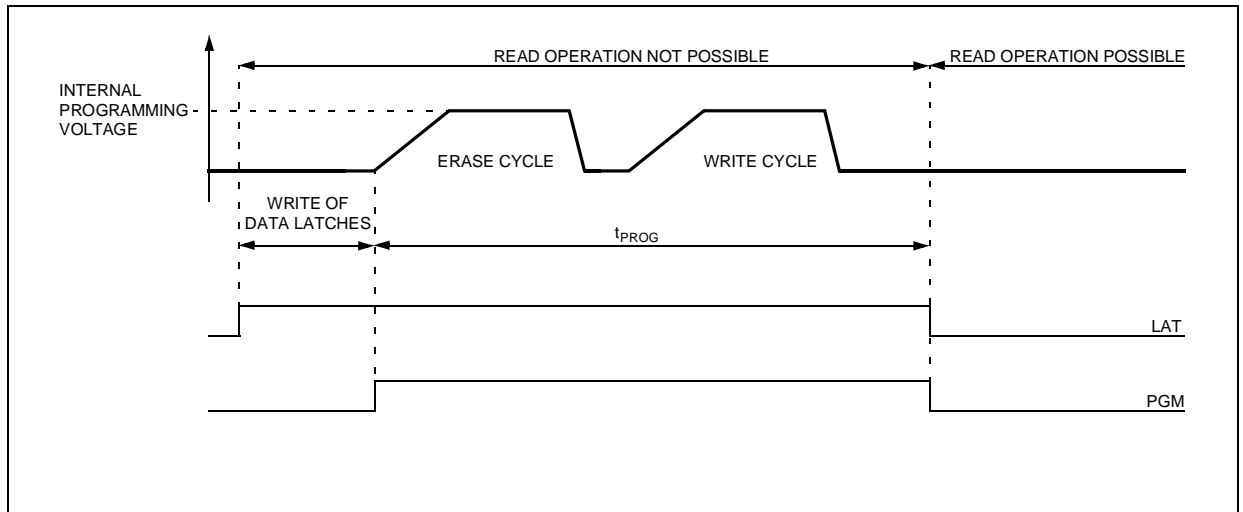 READ OPERATION NOT POSSIBLE
READ OPERATION POSSIBLE
INTERNAL
PROGRAMMING
VOLTAGE
ERASE CYCLE
WRITE CYCLE
WRITE OF
DATA LATCHES
tPROG
LAT
PGM